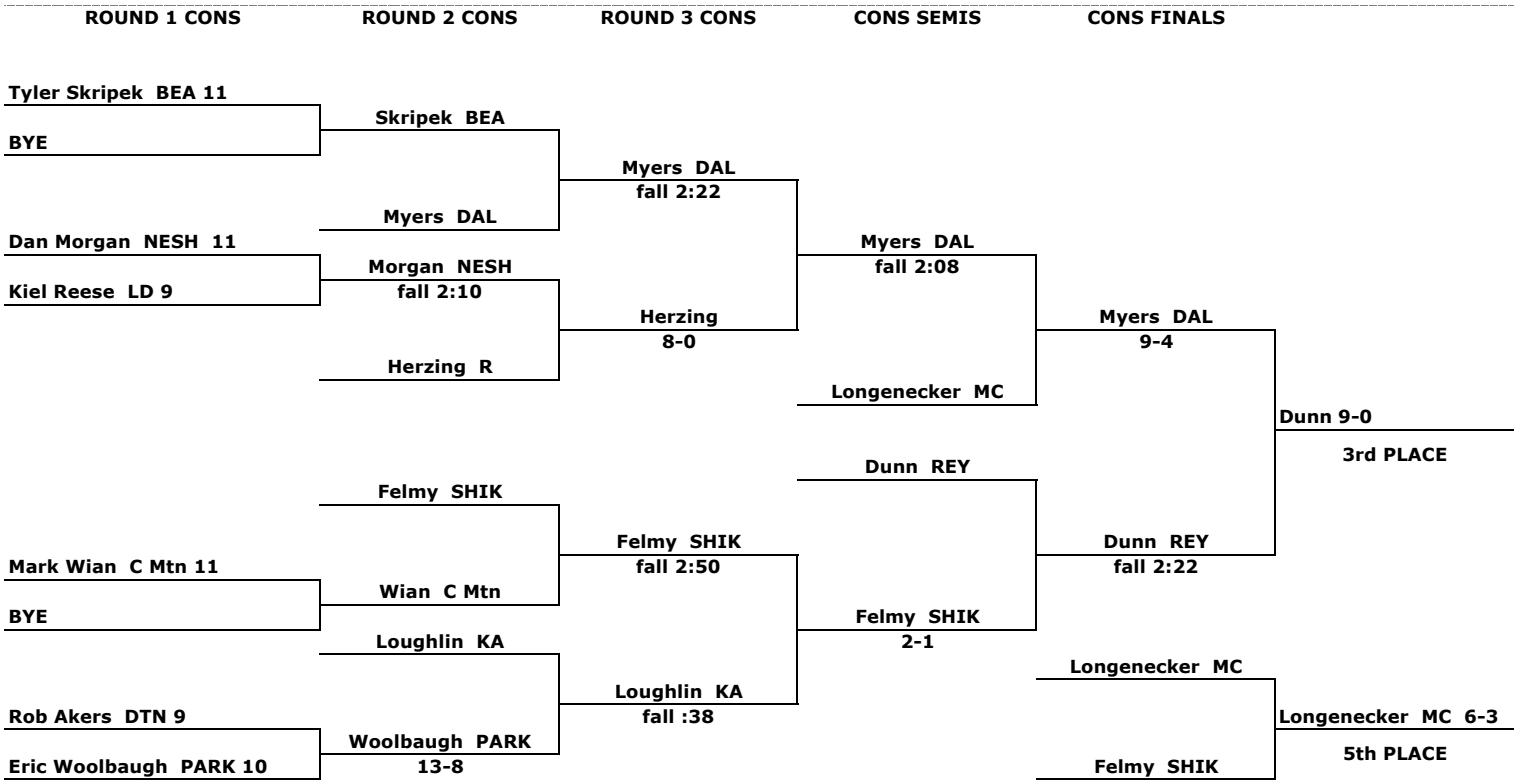 ROUND 1 CONS ROUND 2 CONS ROUND 3 CONS CONS SEMIS CONS FINALS
Tyler Skripek BEA 11
Skripek BEA
BYE
Myers DAL
fall 2:22
Myers DAL
Dan Morgan NESH 11
Myers DAL
fall 2:08
Morgan NESH
fall 2:10
Kiel Reese LD 9
Herzing
8-0
Myers DAL
9-4
Herzing R
Longenecker MC
Dunn 9-0
3rd PLACE
Dunn REY
Felmy SHIK
Felmy SHIK
fall 2:50
Dunn REY
fall 2:22
Mark Wian C Mtn 11
Wian C Mtn
BYE
Felmy SHIK
2-1
Loughlin KA
Longenecker MC
Loughlin KA
fall :38
Rob Akers DTN 9
Longenecker MC 6-3
5th PLACE
Woolbaugh PARK
13-8
Eric Woolbaugh PARK 10
Felmy SHIK